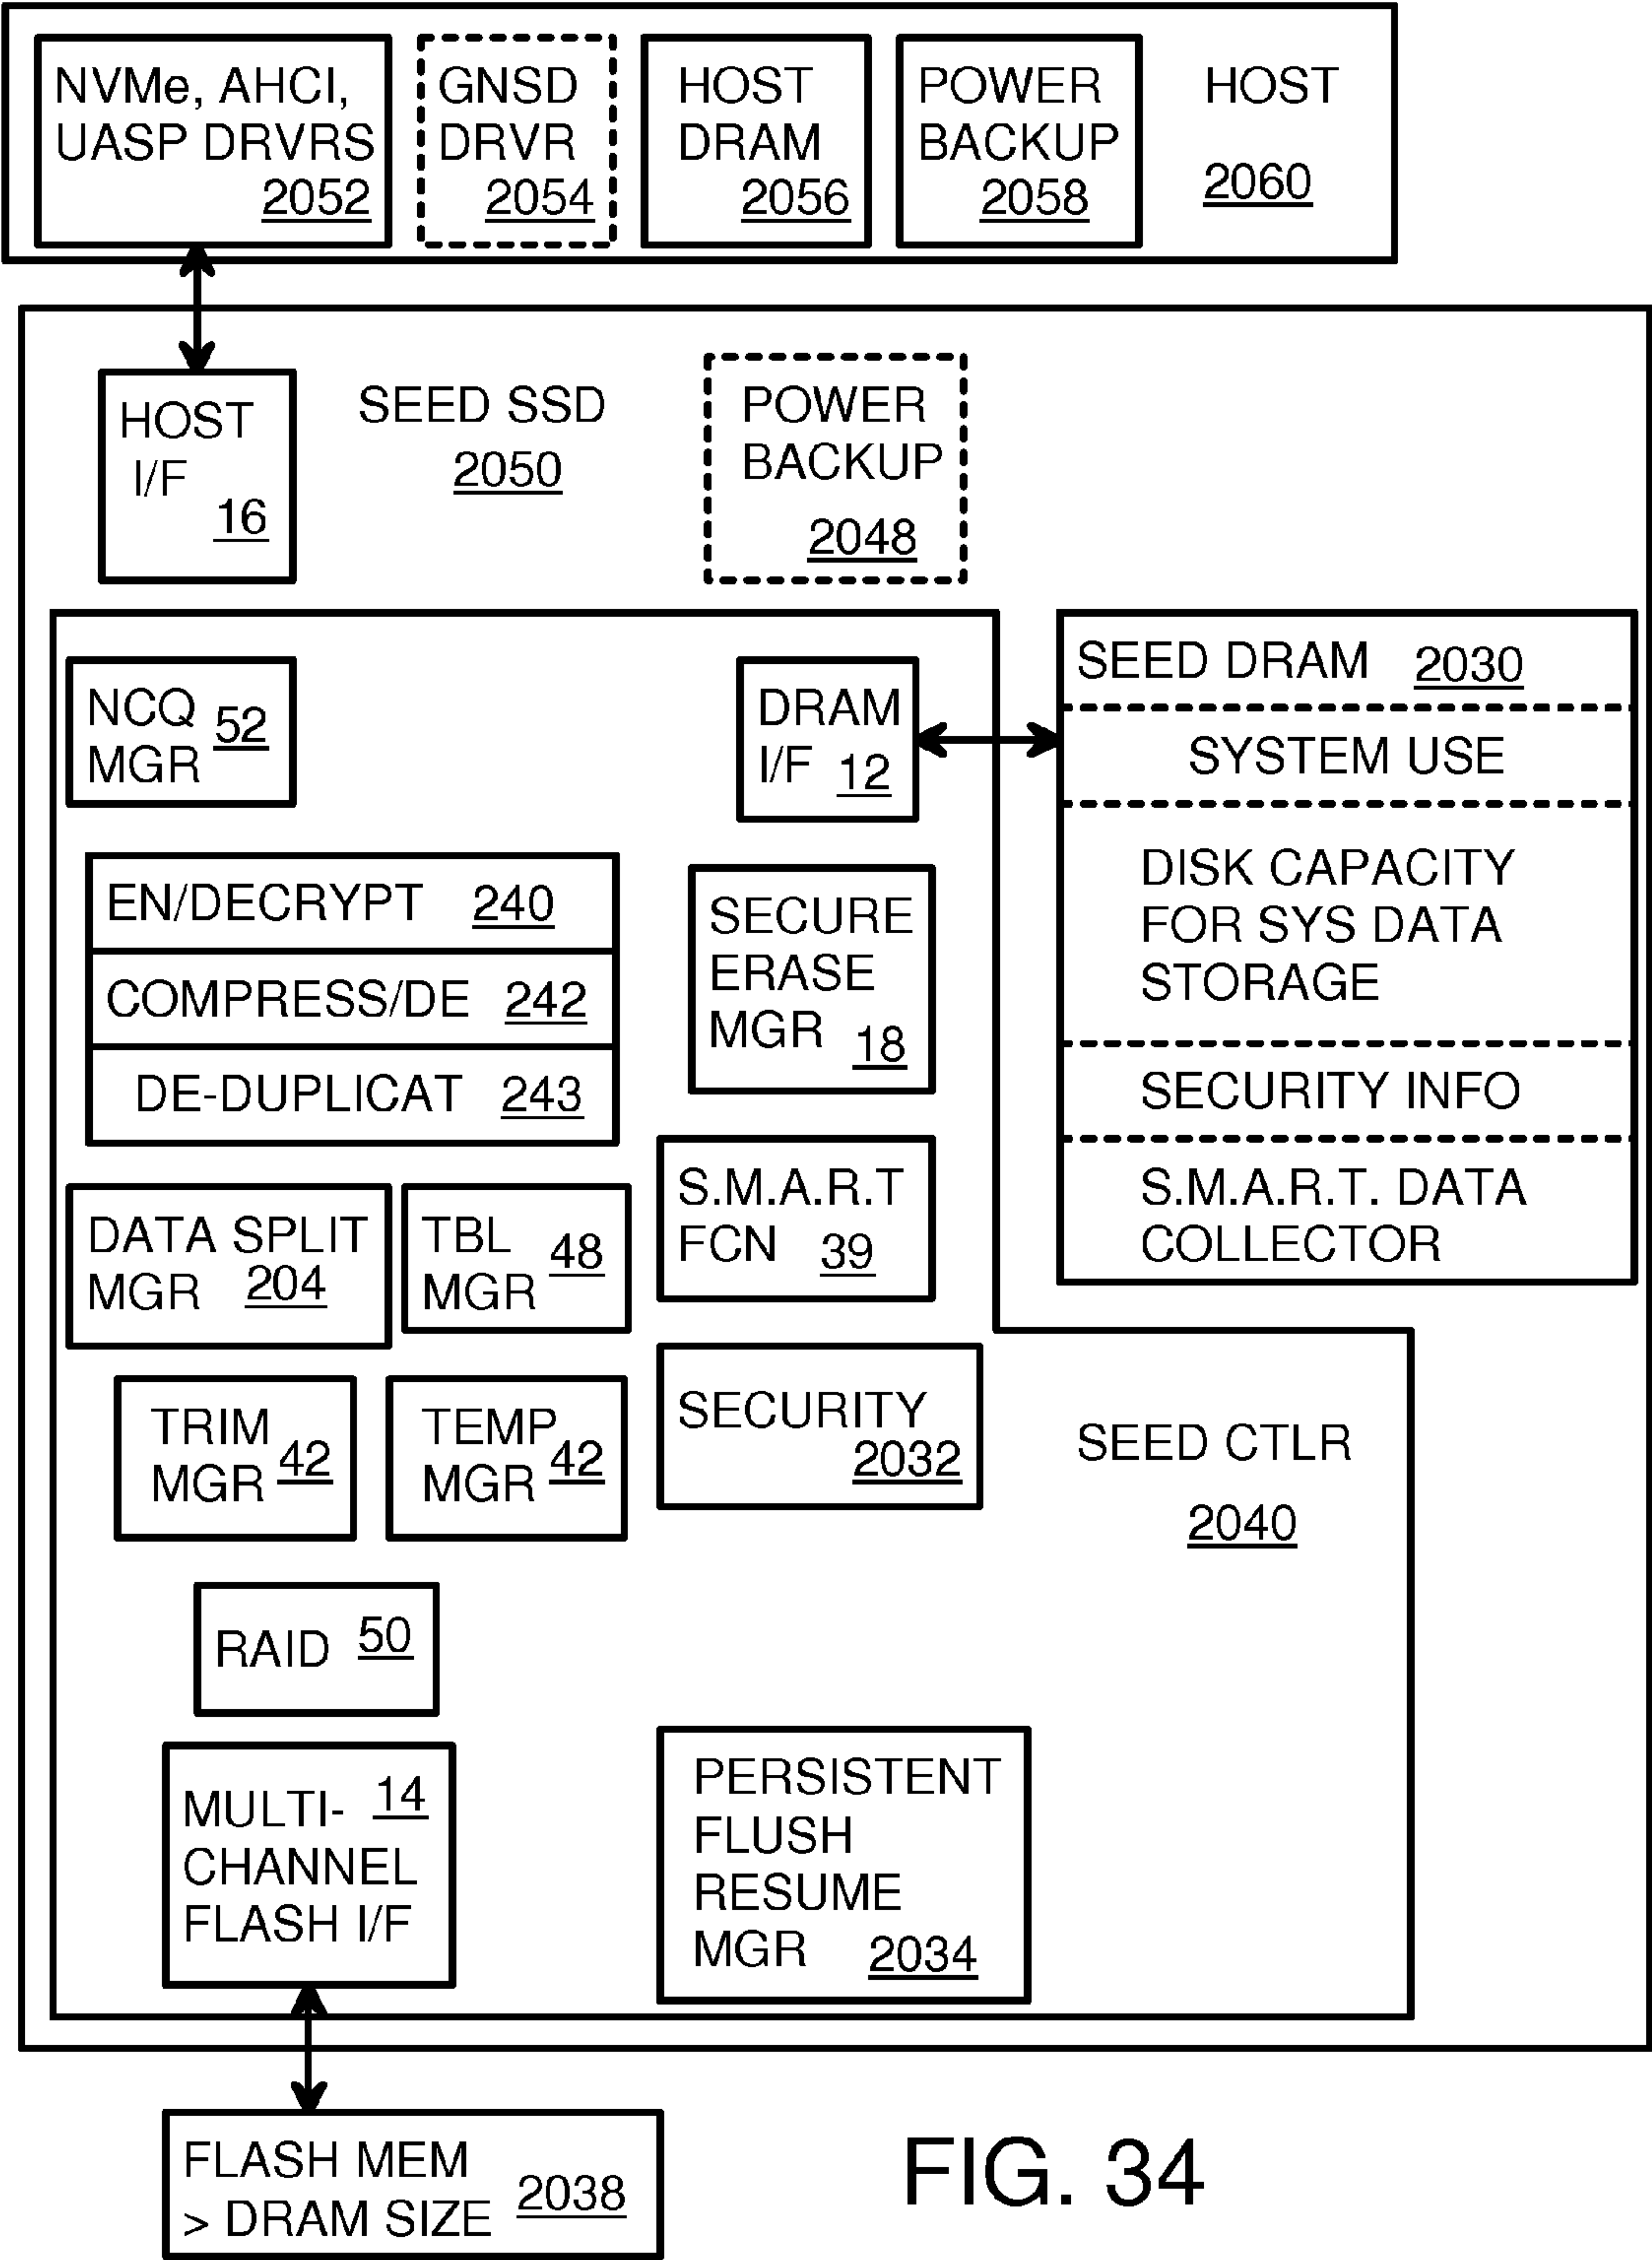 NVMe, AHCI,
UASP DRVRS
2052
GNSD
DRVR
2054
HOST
DRAM
2056
POWER
BACKUP
2058
HOST
2060
HOST
I/F
16
SEED SSD
2050
POWER
BACKUP
2048
NCQ
MGR 52
DRAM
I/F 12
SEED DRAM 2030
SYSTEM USE
DISK CAPACITY
FOR SYS DATA
STORAGE
SECURITY INFO
S.M.A.R.T. DATA
COLLECTOR
EN/DECRYPT 240
COMPRESS/DE 242
DE-DUPLICAT 243
SECURE
ERASE
MGR 18
DATA SPLIT
MGR 204
TBL
MGR 48
S.M.A.R.T
FCN 39
TRIM
MGR 42
TEMP
MGR 42
SECURITY
2032
SEED CTLR
2040
RAID 50
MULTI- 14
CHANNEL
FLASH I/F
PERSISTENT
FLUSH
RESUME
MGR 2034
FLASH MEM
> DRAM SIZE 2038
FIG. 34